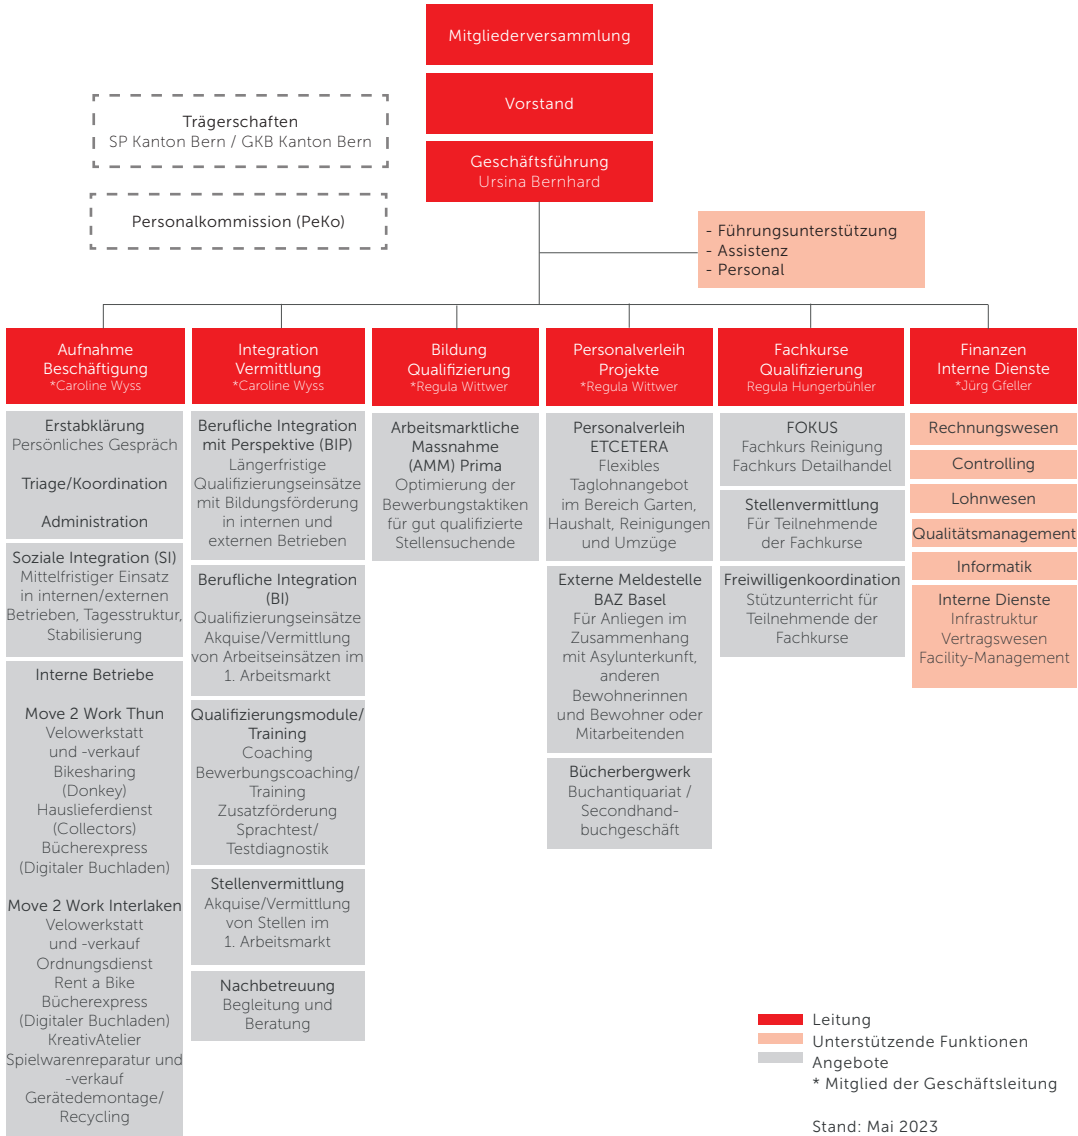 Mitgliederversammlung
Vorstand
Geschäftsführung
Ursina Bernhard
Trägerschaften
SP Kanton Bern / GKB Kanton Bern
Personalkommission (PeKo)
- Führungsunterstützung
- Assistenz
- Personal
Aufnahme
Beschäftigung
*Caroline Wyss
Erstabklärung
Persönliches Gespräch
Triage/Koordination
Administration
Soziale Integration (SI)
Mittelfristiger Einsatz
in internen/externen
Betrieben, Tagesstruktur,
Stabilisierung
Interne Betriebe
Move 2 Work Thun
Velowerkstatt
und -verkauf
Bikesharing
(Donkey)
Hauslieferdienst
(Collectors)
Bücherexpress
(Digitaler Buchladen)
Move 2 Work Interlaken
Velowerkstatt
und -verkauf
Ordnungsdienst
Rent a Bike
Bücherexpress
(Digitaler Buchladen)
KreativAtelier
Spielwarenreparatur und
-verkauf
Gerätedemontage/
Recycling
Integration
Vermittlung
*Caroline Wyss
Berufliche Integration
mit Perspektive (BIP)
Längerfristige
Qualifizierungseinsätze
mit Bildungsförderung
in internen und
externen Betrieben
Berufliche Integration
(BI)
Qualifizierungseinsätze
Akquise/Vermittlung
von Arbeitseinsätzen im
1. Arbeitsmarkt
Qualifizierungsmodule/
Training
Coaching
Bewerbungscoaching/
Training
Zusatzförderung
Sprachtest/
Testdiagnostik
Stellenvermittlung
Akquise/Vermittlung
von Stellen im
1. Arbeitsmarkt
Nachbetreuung
Begleitung und
Beratung
Bildung
Qualifizierung
*Regula Wittwer
Arbeitsmarktliche
Massnahme
(AMM) Prima
Optimierung der
Bewerbungstaktiken
für gut qualifizierte
Stellensuchende
Personalverleih
Projekte
*Regula Wittwer
Personalverleih
ETCETERA
Flexibles
Taglohnangebot
im Bereich Garten,
Haushalt, Reinigungen
und Umzüge
Externe Meldestelle
BAZ Basel
Für Anliegen im
Zusammenhang
mit Asylunterkunft,
anderen
Bewohnerinnen
und Bewohner oder
Mitarbeitenden
Bücherbergwerk
Buchantiquariat /
Secondhand-
buchgeschäft
Fachkurse
Qualifizierung
Regula Hungerbühler
FOKUS
Fachkurs Reinigung
Fachkurs Detailhandel
Stellenvermittlung
Für Teilnehmende
der Fachkurse
Freiwilligenkoordination
Stützunterricht für
Teilnehmende der
Fachkurse
Finanzen
Interne Dienste
*Jürg Gfeller
Rechnungswesen
Controlling
Lohnwesen
Qualitätsmanagement
Informatik
Interne Dienste
Infrastruktur
Vertragswesen
Facility-Management
Leitung
Unterstützende Funktionen
Angebote
* Mitglied der Geschäftsleitung
Stand: Mai 2023